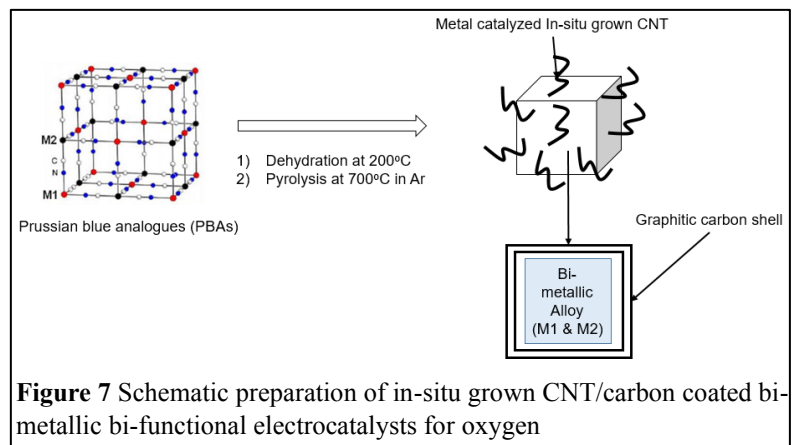 Metal catalyzed In-situ grown CNT
M2
C
N
M1
Prussian blue analogues (PBAs)
1) Dehydration at 200ºC
2) Pyrolysis at 700ºC in Ar
Graphitic carbon shell
Bi-
metallic
Alloy
(M1 & M2)
Figure 7 Schematic preparation of in-situ grown CNT/carbon coated bi-
metallic bi-functional electrocatalysts for oxygen